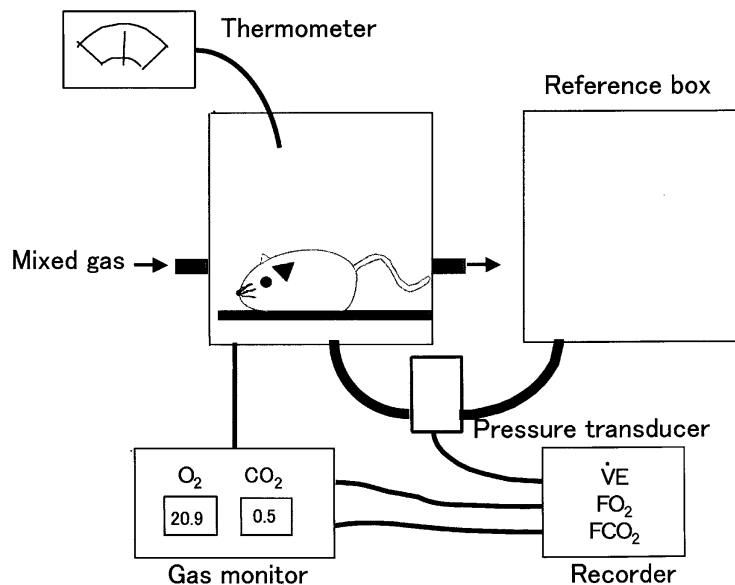 Thermometer
Reference box
Mixed gas
Pressure transducer
O₂ CO₂
20.9 0.5
Gas monitor
V̇E
FO₂
FCO₂
Recorder